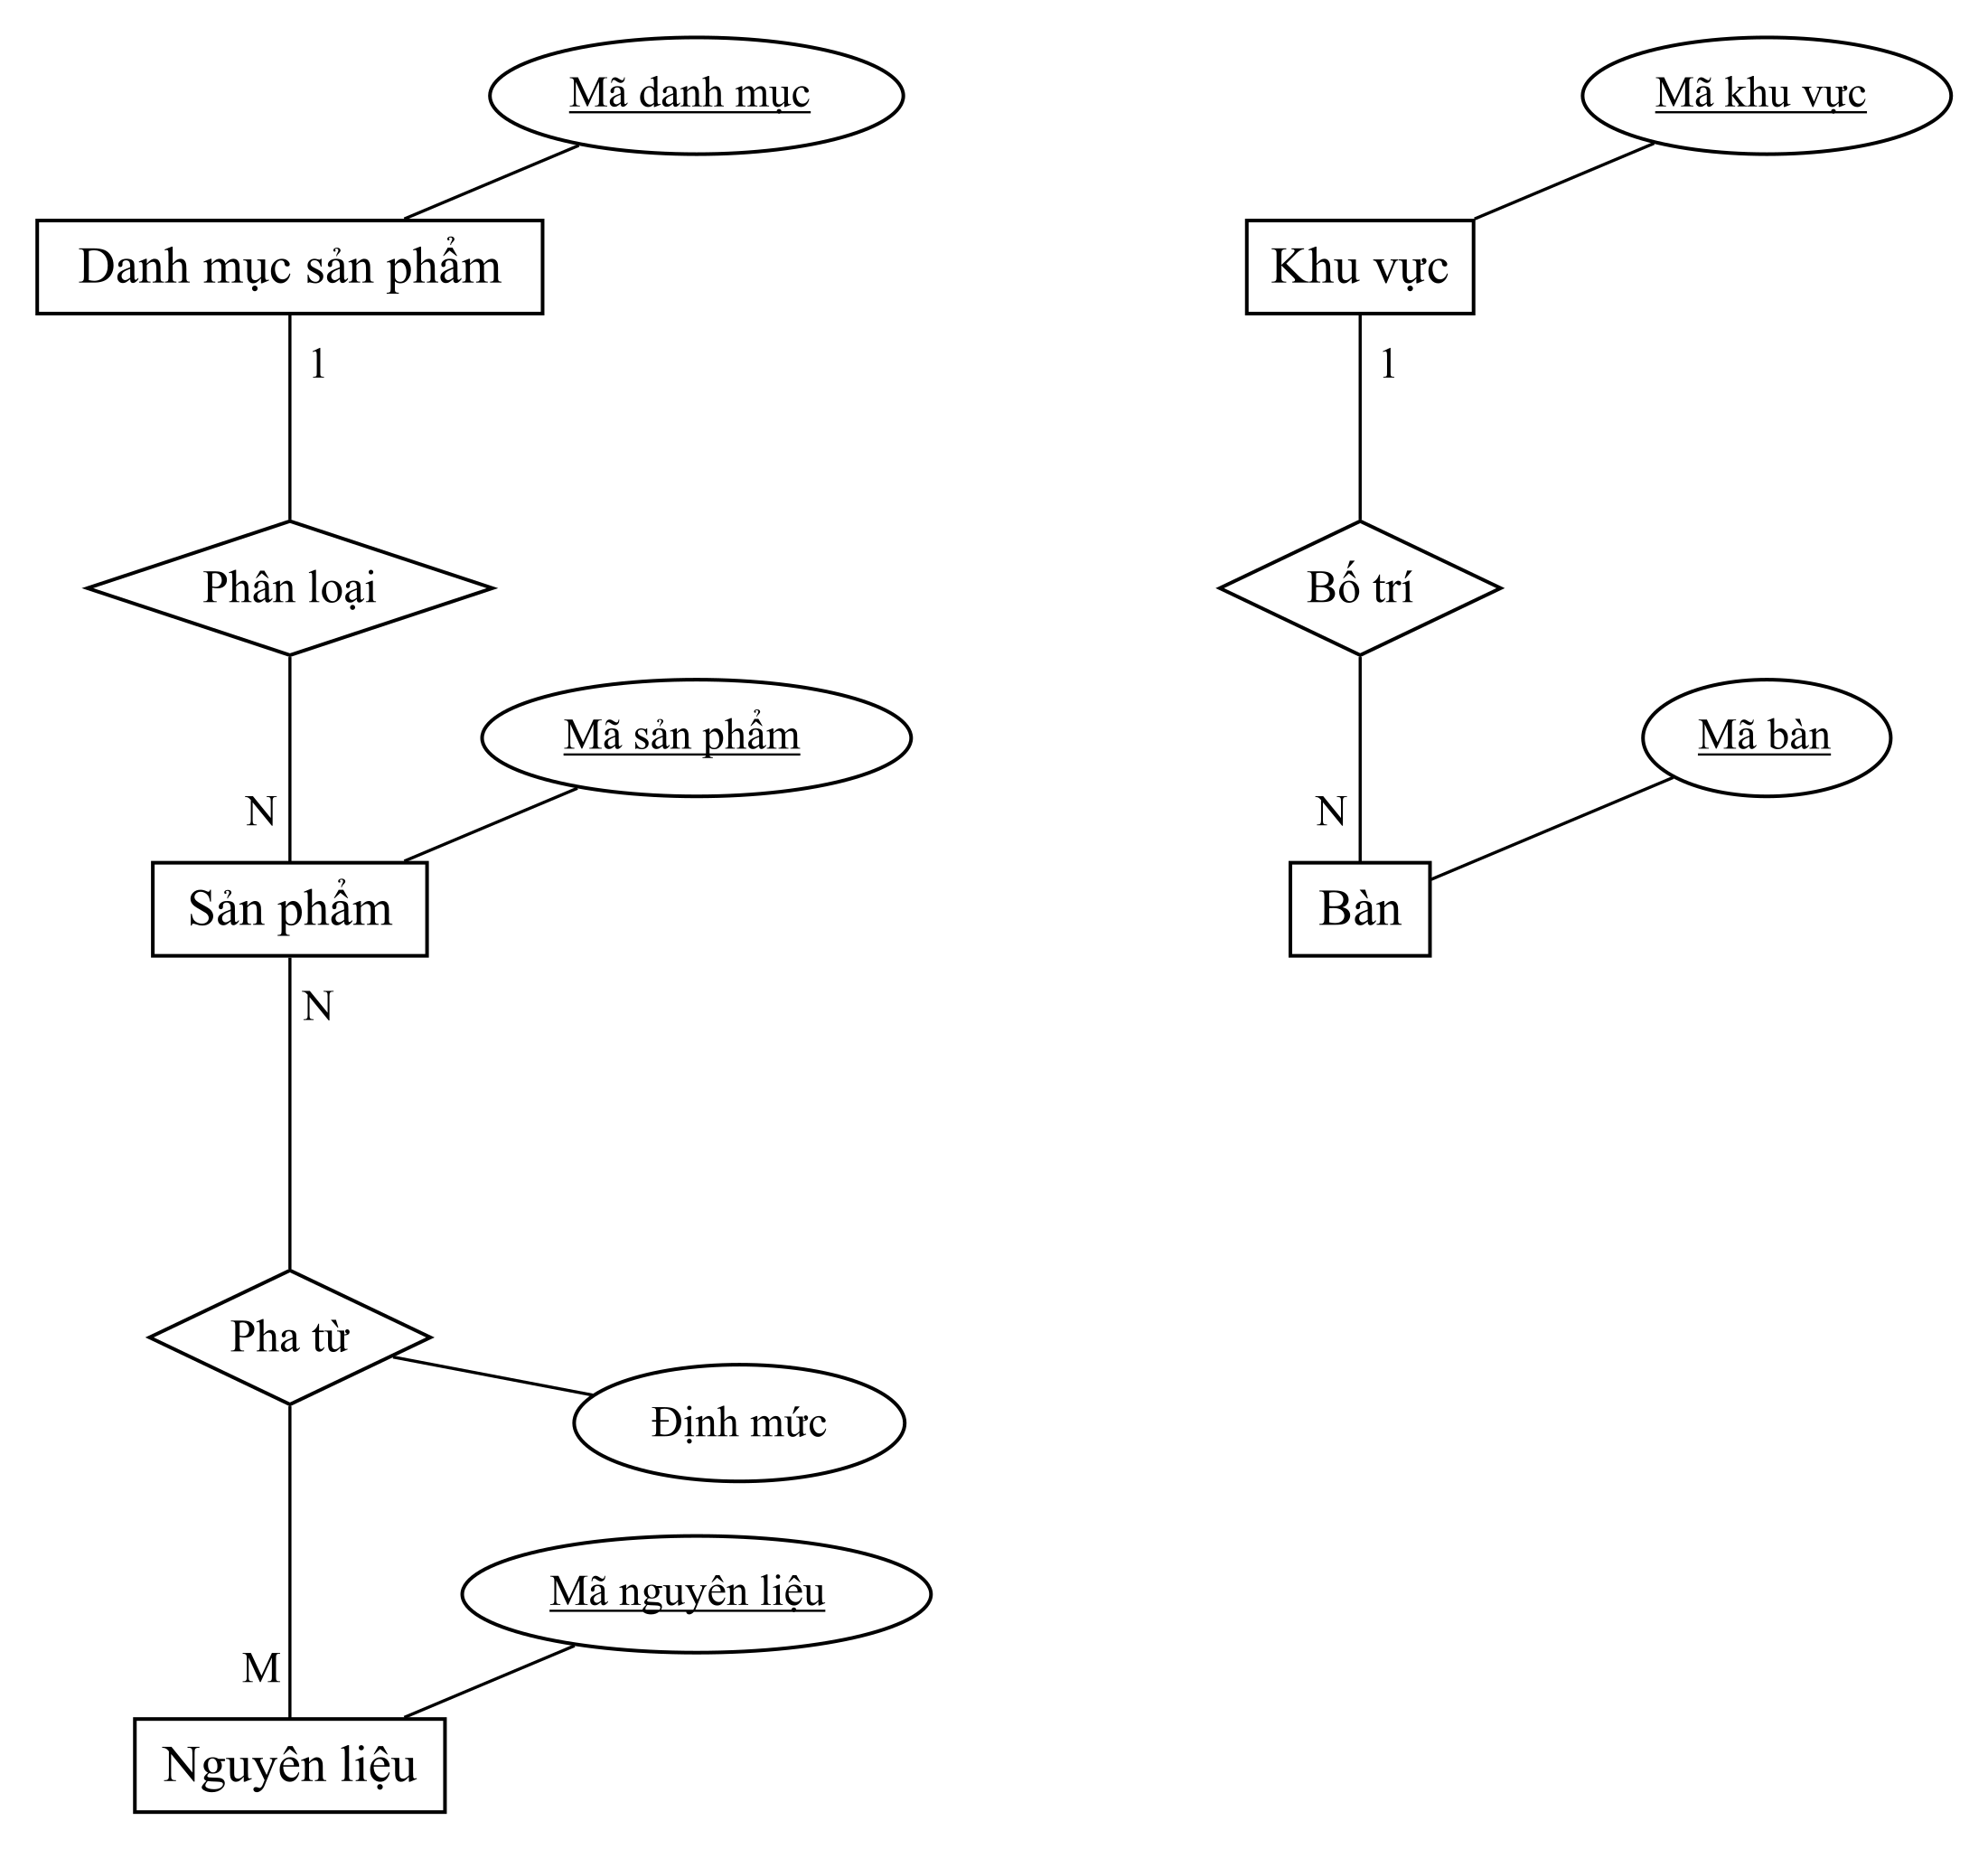 Mã danh mục
Mã khu vực
Danh mục sản phẩm
Khu vực
1
1
Phân loại
Bố trí
Mã sản phẩm
Mã bàn
N
N
Sản phẩm
Bàn
N
Pha từ
Định mức
Mã nguyên liệu
M
Nguyên liệu